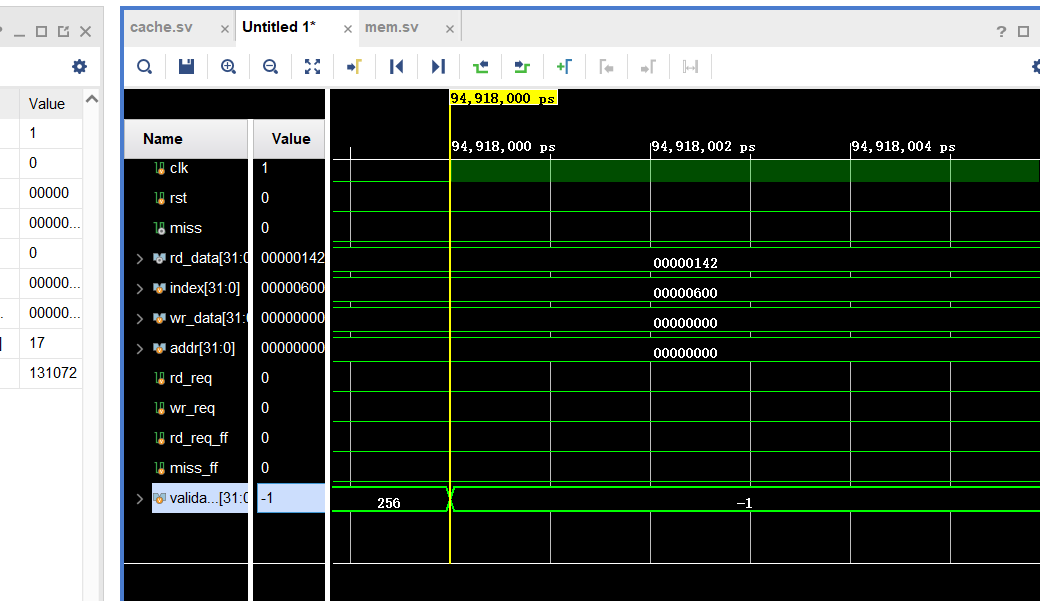 cache.sv
Untitled 1*
mem.sv
Value
1
0
00000
00000...
0
00000...
00000...
17
131072
94,918,000 ps
94,918,000 ps 94,918,002 ps 94,918,004 ps
Name Value
clk 1
rst 0
miss 0
rd_data[31:0 00000142 00000142
index[31:0] 00000600 00000600
wr_data[31:0 00000000 00000000
addr[31:0] 00000000 00000000
rd_req 0
wr_req 0
rd_req_ff 0
miss_ff 0
valida...[31:0 -1 256 -1